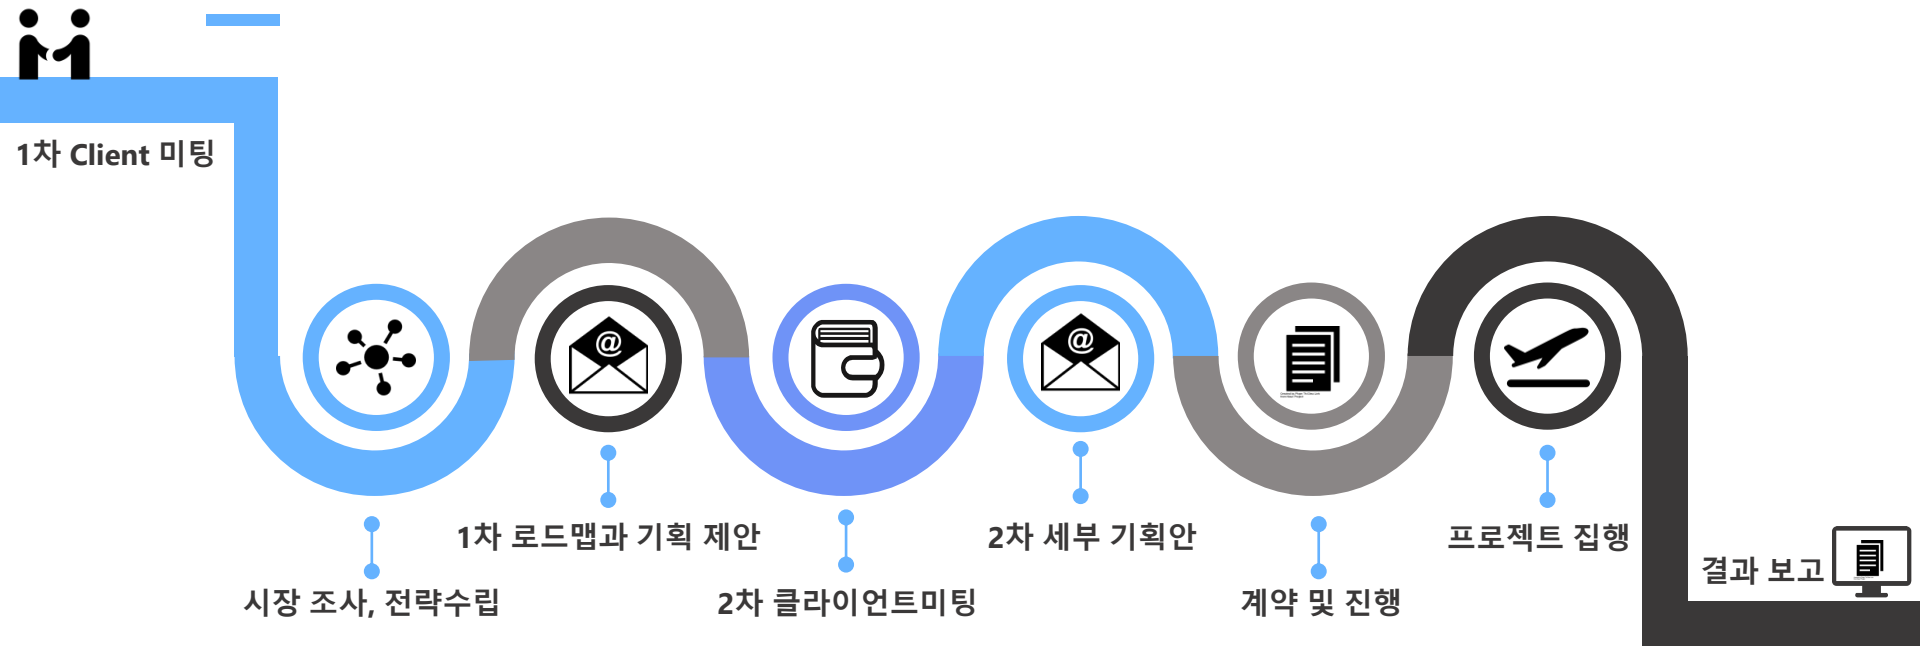 1차 Client 미팅
@
@
1차 로드맵과 기획 제안
2차 세부 기획안
프로젝트 집행
결과 보고
시장 조사, 전략수립
2차 클라이언트미팅
계약 및 진행